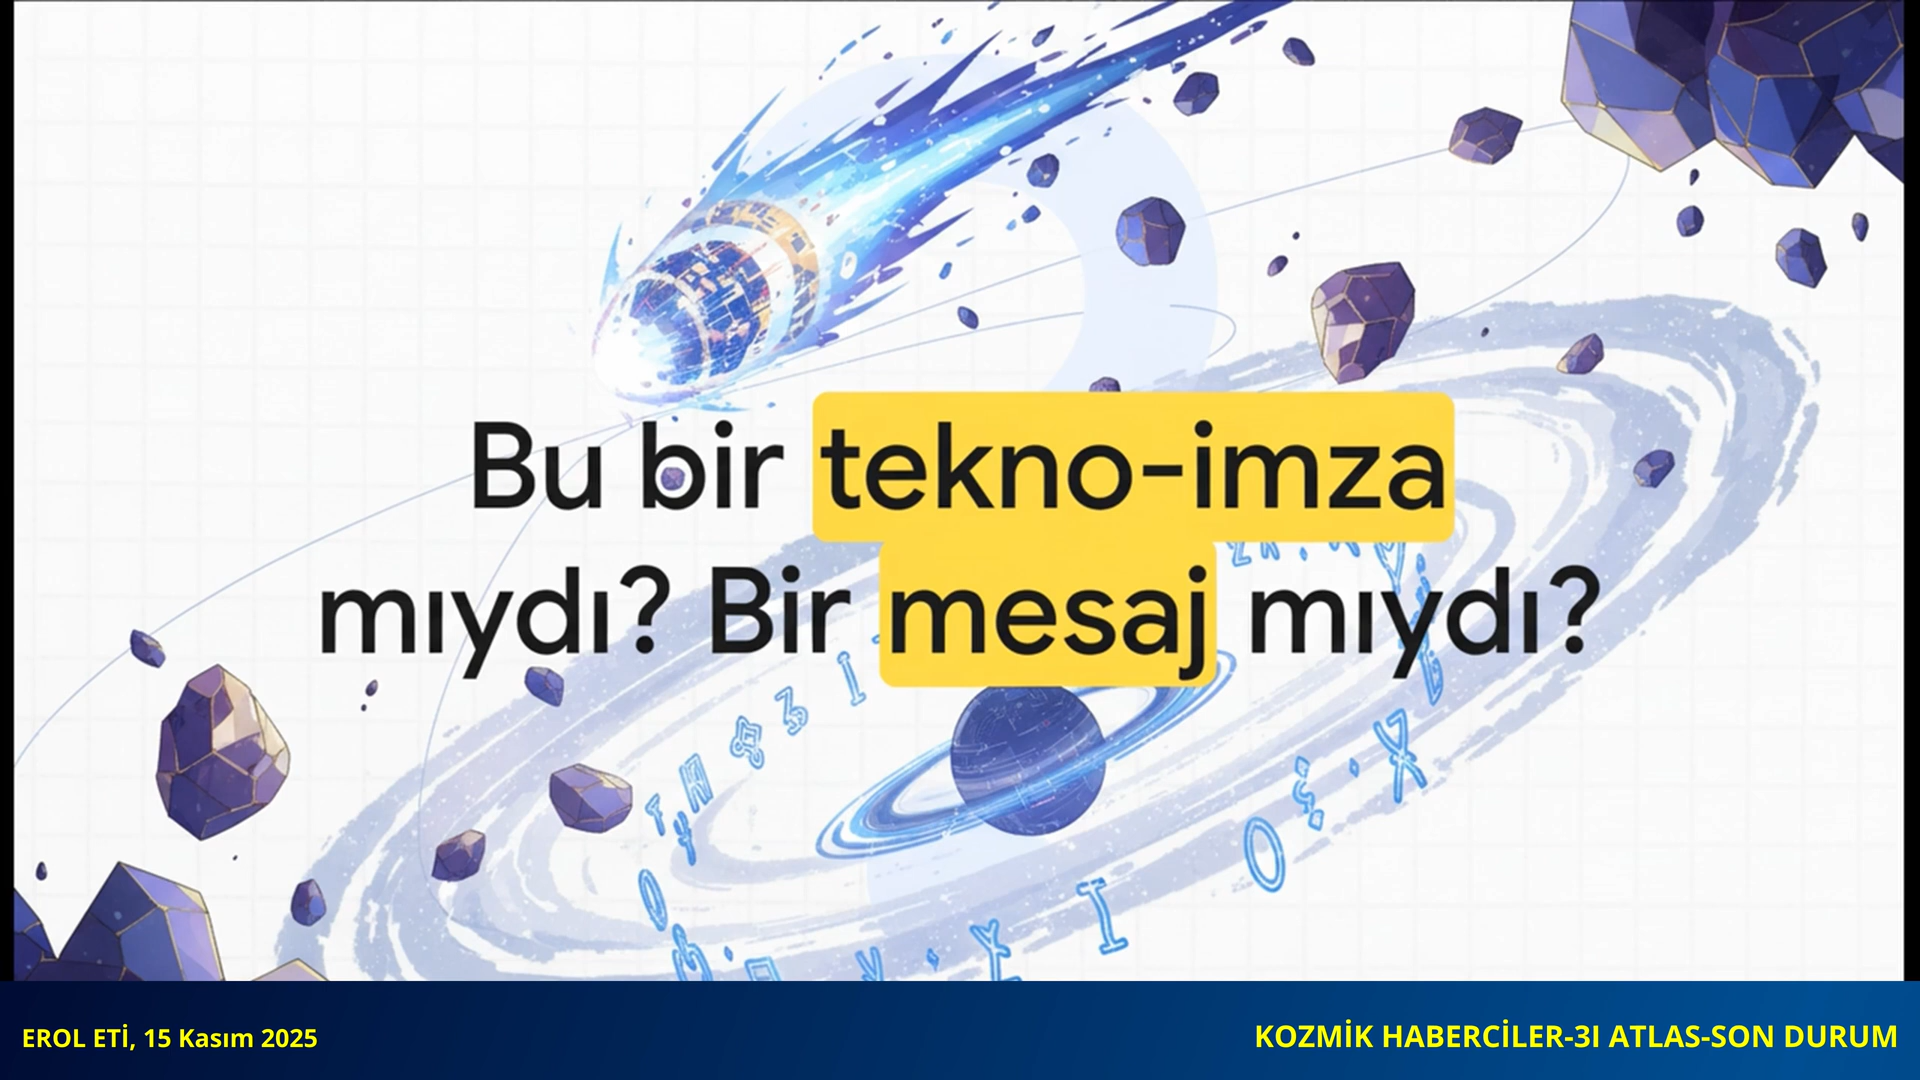 Bu bir tekno-imza
mıydı? Bir mesaj mıydı?
EROL ETİ, 15 Kasım 2025
KOZMİK HABERCİLER-3I ATLAS-SON DURUM